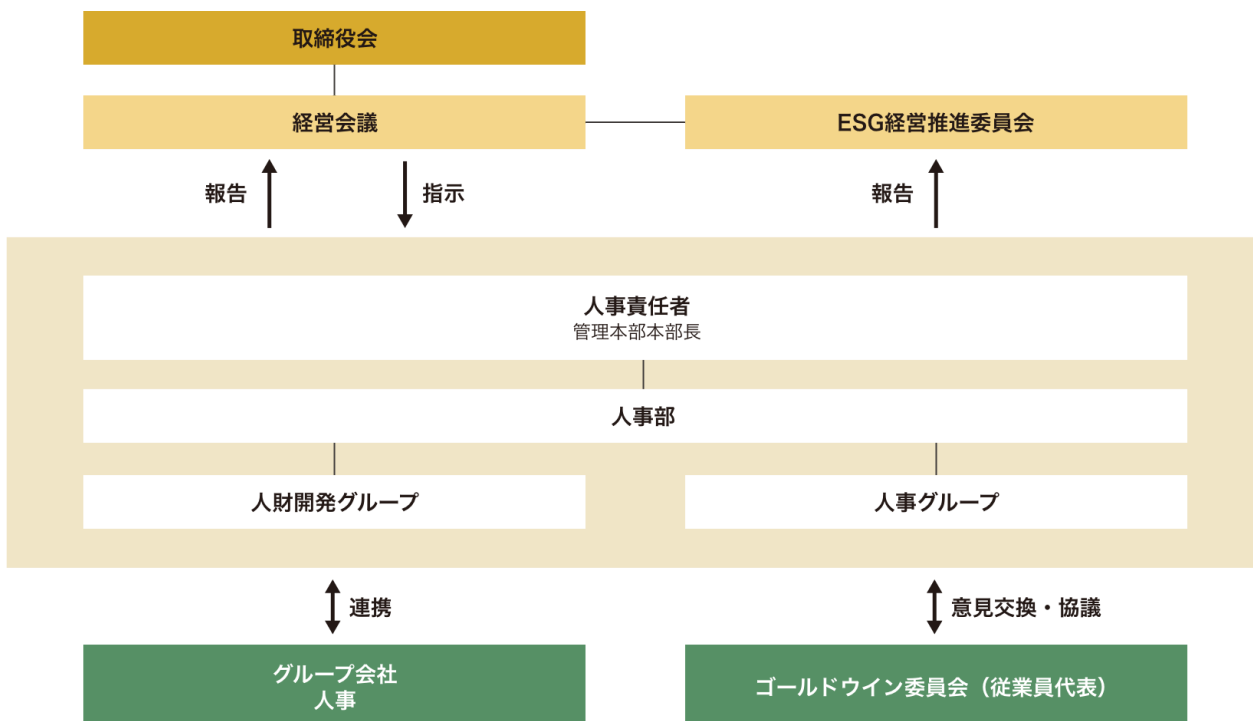 取締役会
経営会議
ESG経営推進委員会
報告
指示
報告
人事責任者
管理本部本部長
人事部
人財開発グループ
人事グループ
連携
意見交換・協議
グループ会社
人事
ゴールドウイン委員会（従業員代表）